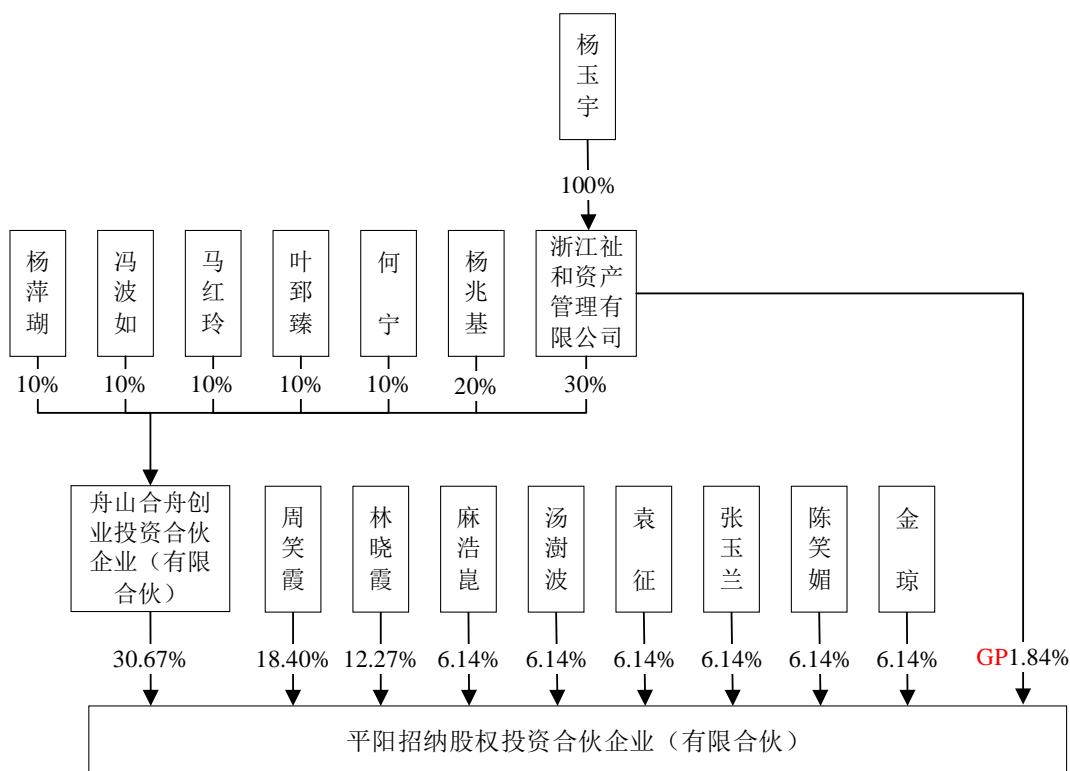 杨玉宇
100%
杨萍瑚
冯波如
马红玲
叶郅臻
何宁
杨兆基
浙江祉
和资产
管理有
限公司
10%
10%
10%
10%
10%
20%
30%
舟山合舟创
业投资合伙
企业（有限
合伙）
周笑霞
林晓霞
麻浩崑
汤澍波
袁征
张玉兰
陈笑媚
金琼
30.67%
18.40%
12.27%
6.14%
6.14%
6.14%
6.14%
6.14%
6.14%
GP1.84%
平阳招纳股权投资合伙企业（有限合伙）